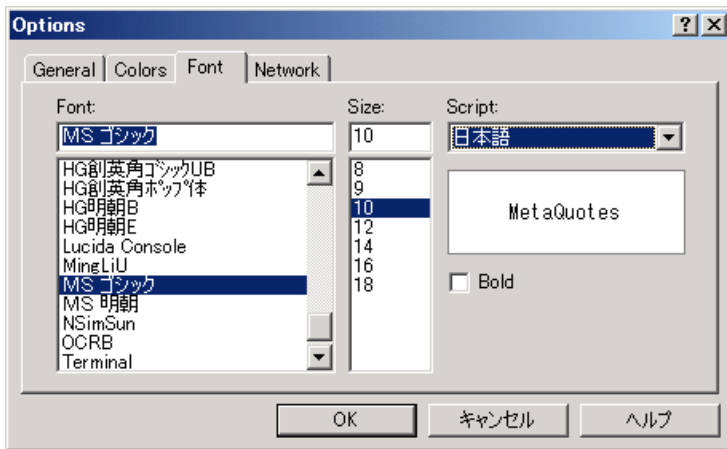 Options
General Colors Font Network
Font: Size: Script:
MS ゴシック 10 日本語
HG創英角ｺﾞｼｯｸUB 8
HG創英角ﾎﾟｯﾌﾟ体 9
HG明朝B 10
HG明朝E 12
Lucida Console 14
MingLiU 16
MS ゴシック 18
MS 明朝
NSimSun
OCRB
Terminal
MetaQuotes
Bold
OK キャンセル ヘルプ